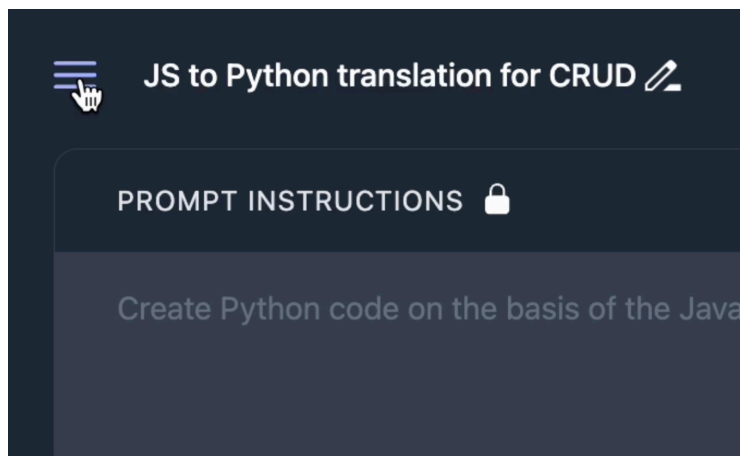 JS to Python translation for CRUD
PROMPT INSTRUCTIONS
Create Python code on the basis of the Java